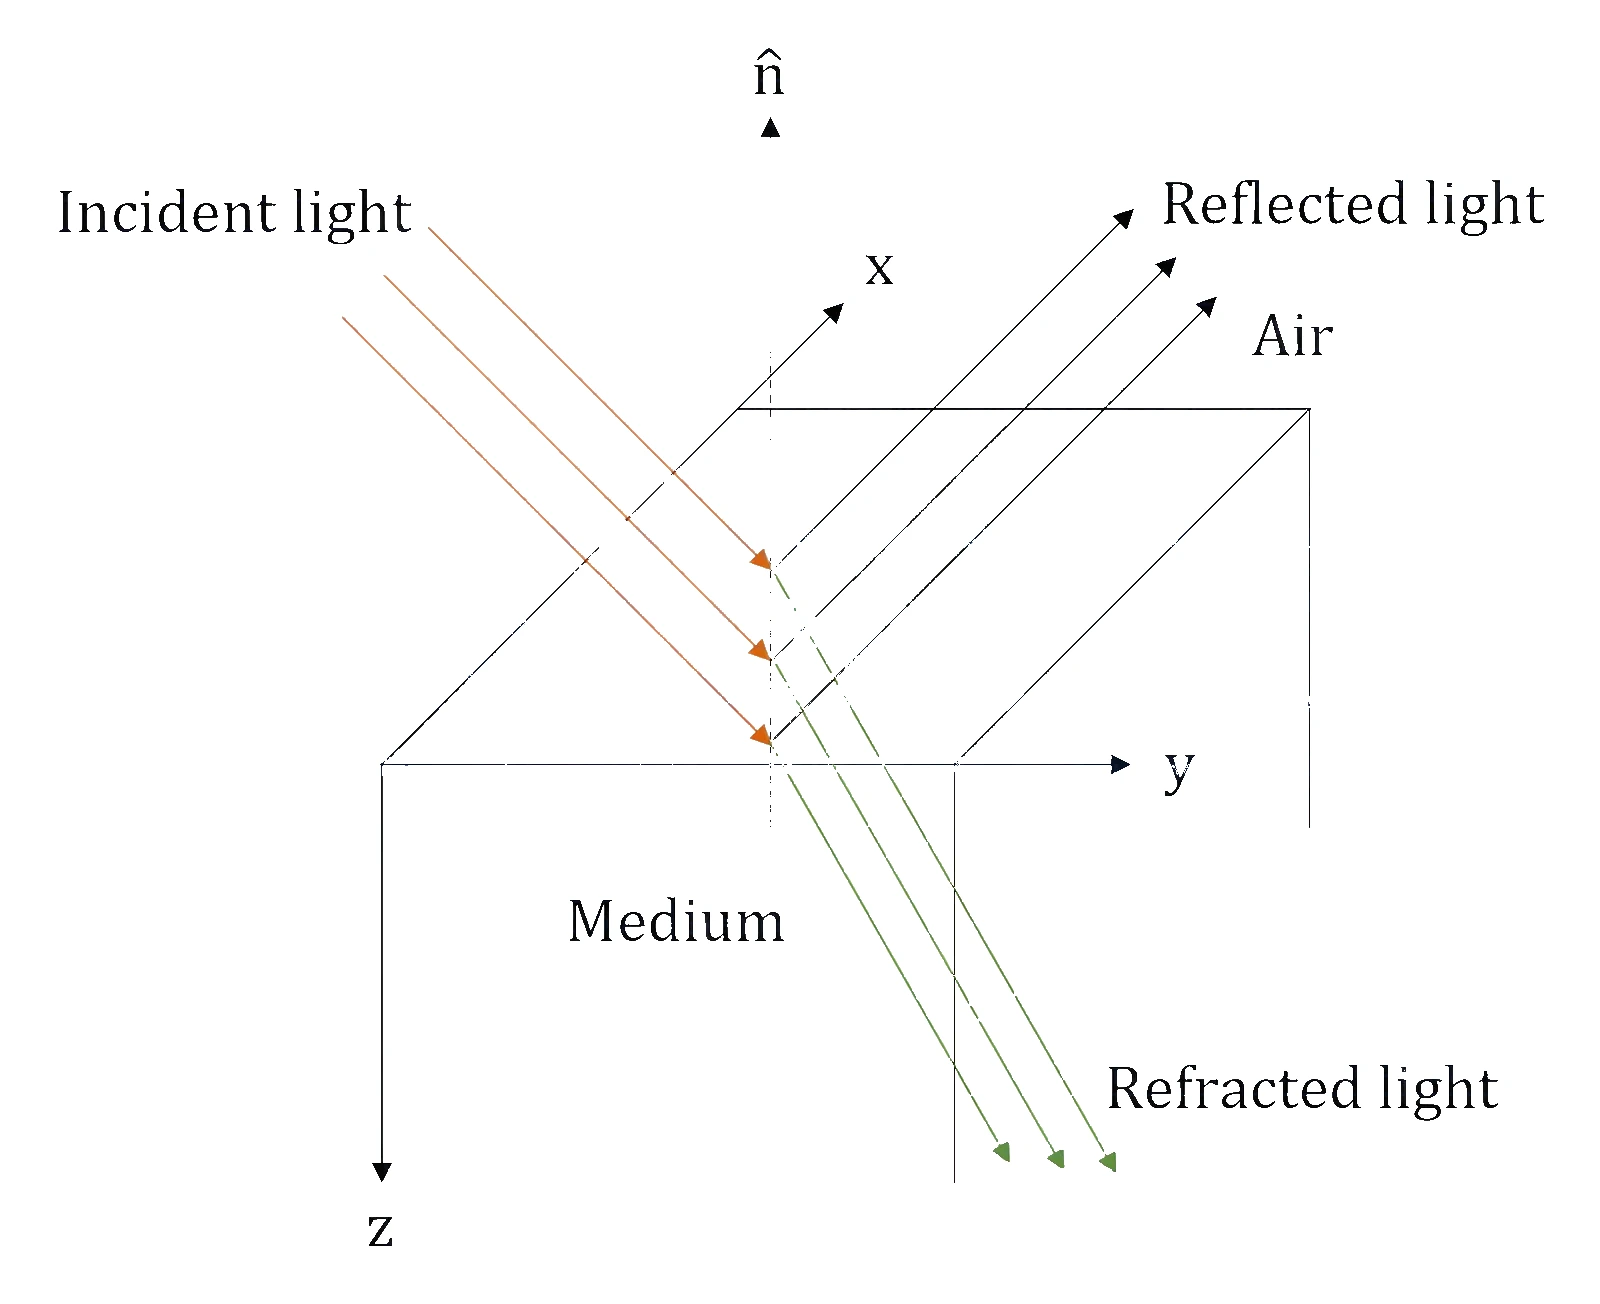 n̂
Incident light
Reflected light
x
Air
y
Medium
Refracted light
z